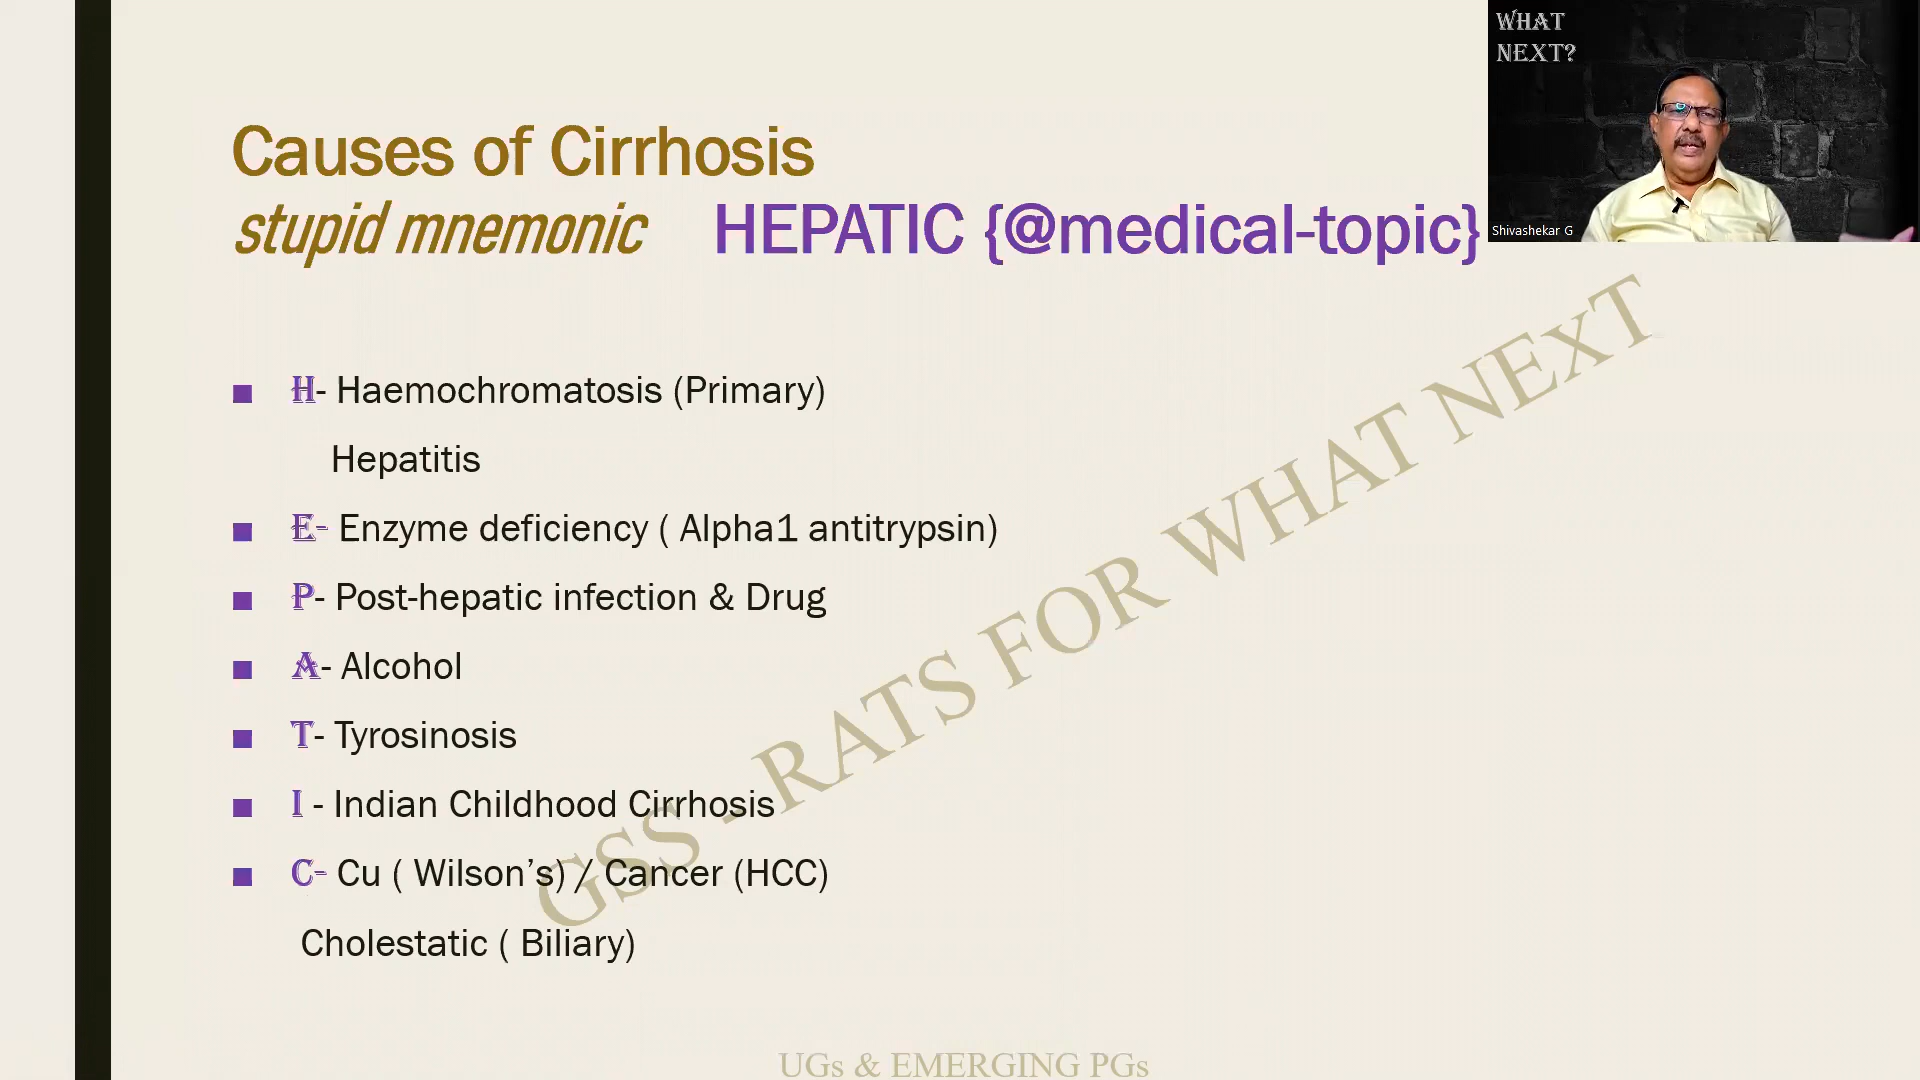 WHAT
NEXT?
Shivashekar G
Causes of Cirrhosis
stupid mnemonic HEPATIC {@medical-topic}
■ H- Haemochromatosis (Primary)
Hepatitis
■ E- Enzyme deficiency ( Alpha1 antitrypsin)
■ P- Post-hepatic infection & Drug
■ A- Alcohol
■ T- Tyrosinosis
■ I - Indian Childhood Cirrhosis
■ C- Cu ( Wilson’s) / Cancer (HCC)
Cholestatic ( Biliary)
GSS - RATS FOR WHAT NEXT
UGs & EMERGING PGs